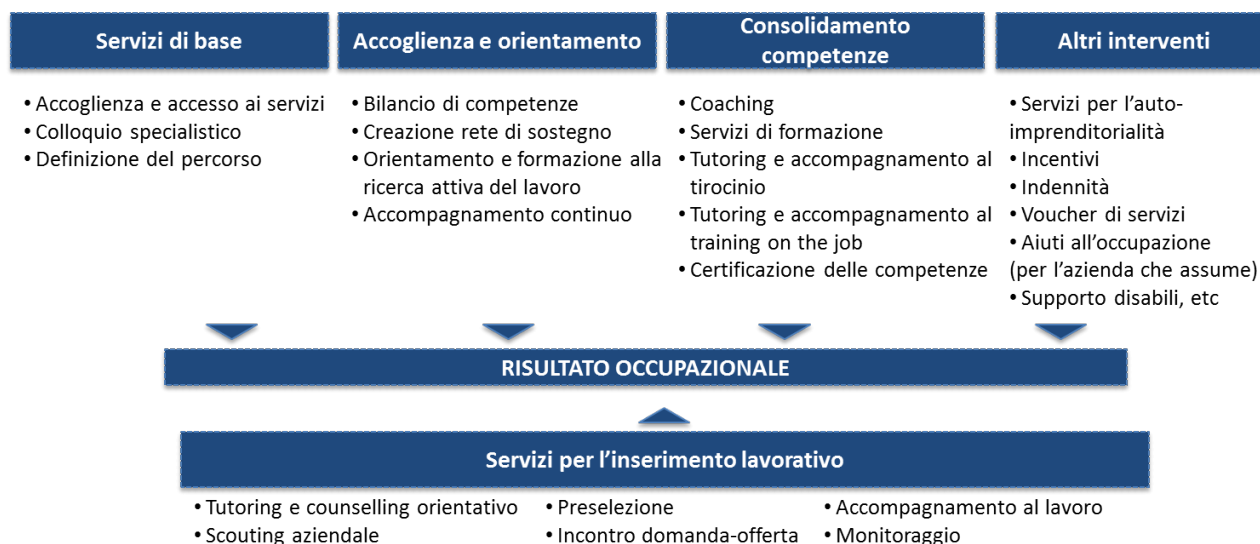 Servizi di base
• Accoglienza e accesso ai servizi
• Colloquio specialistico
• Definizione del percorso
Accoglienza e orientamento
• Bilancio di competenze
• Creazione rete di sostegno
• Orientamento e formazione alla
ricerca attiva del lavoro
• Accompagnamento continuo
Consolidamento
competenze
• Coaching
• Servizi di formazione
• Tutoring e accompagnamento al
tirocinio
• Tutoring e accompagnamento al
training on the job
• Certificazione delle competenze
Altri interventi
• Servizi per l’auto-
imprenditorialità
• Incentivi
• Indennità
• Voucher di servizi
• Aiuti all’occupazione
(per l’azienda che assume)
• Supporto disabili, etc
RISULTATO OCCUPAZIONALE
Servizi per l’inserimento lavorativo
• Tutoring e counselling orientativo
• Scouting aziendale
• Preselezione
• Incontro domanda-offerta
• Accompagnamento al lavoro
• Monitoraggio